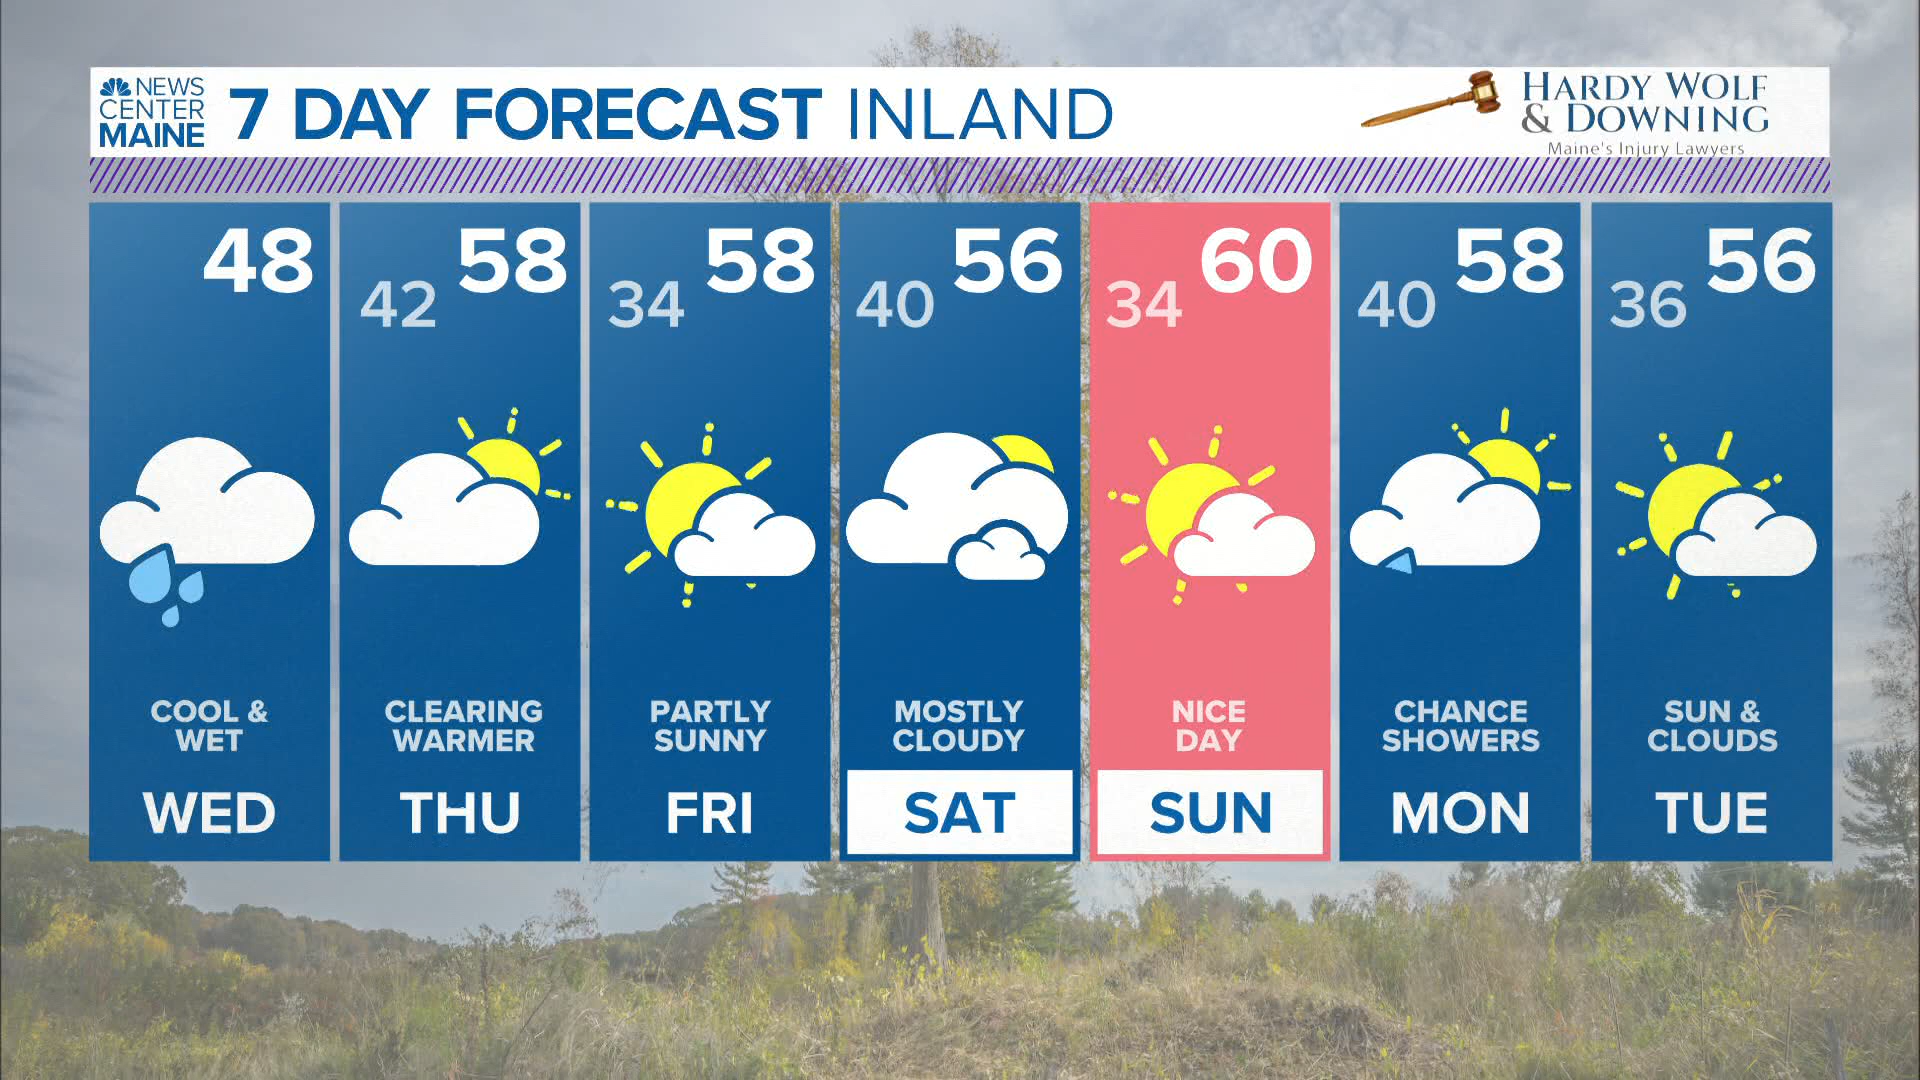 NEWS
CENTER
MAINE
7 DAY FORECAST INLAND
HARDY WOLF
& DOWNING
Maine's Injury Lawyers
48
COOL &
WET
WED
58
42
CLEARING
WARMER
THU
58
34
PARTLY
SUNNY
FRI
56
40
MOSTLY
CLOUDY
SAT
60
34
NICE
DAY
SUN
58
40
CHANCE
SHOWERS
MON
56
36
SUN &
CLOUDS
TUE